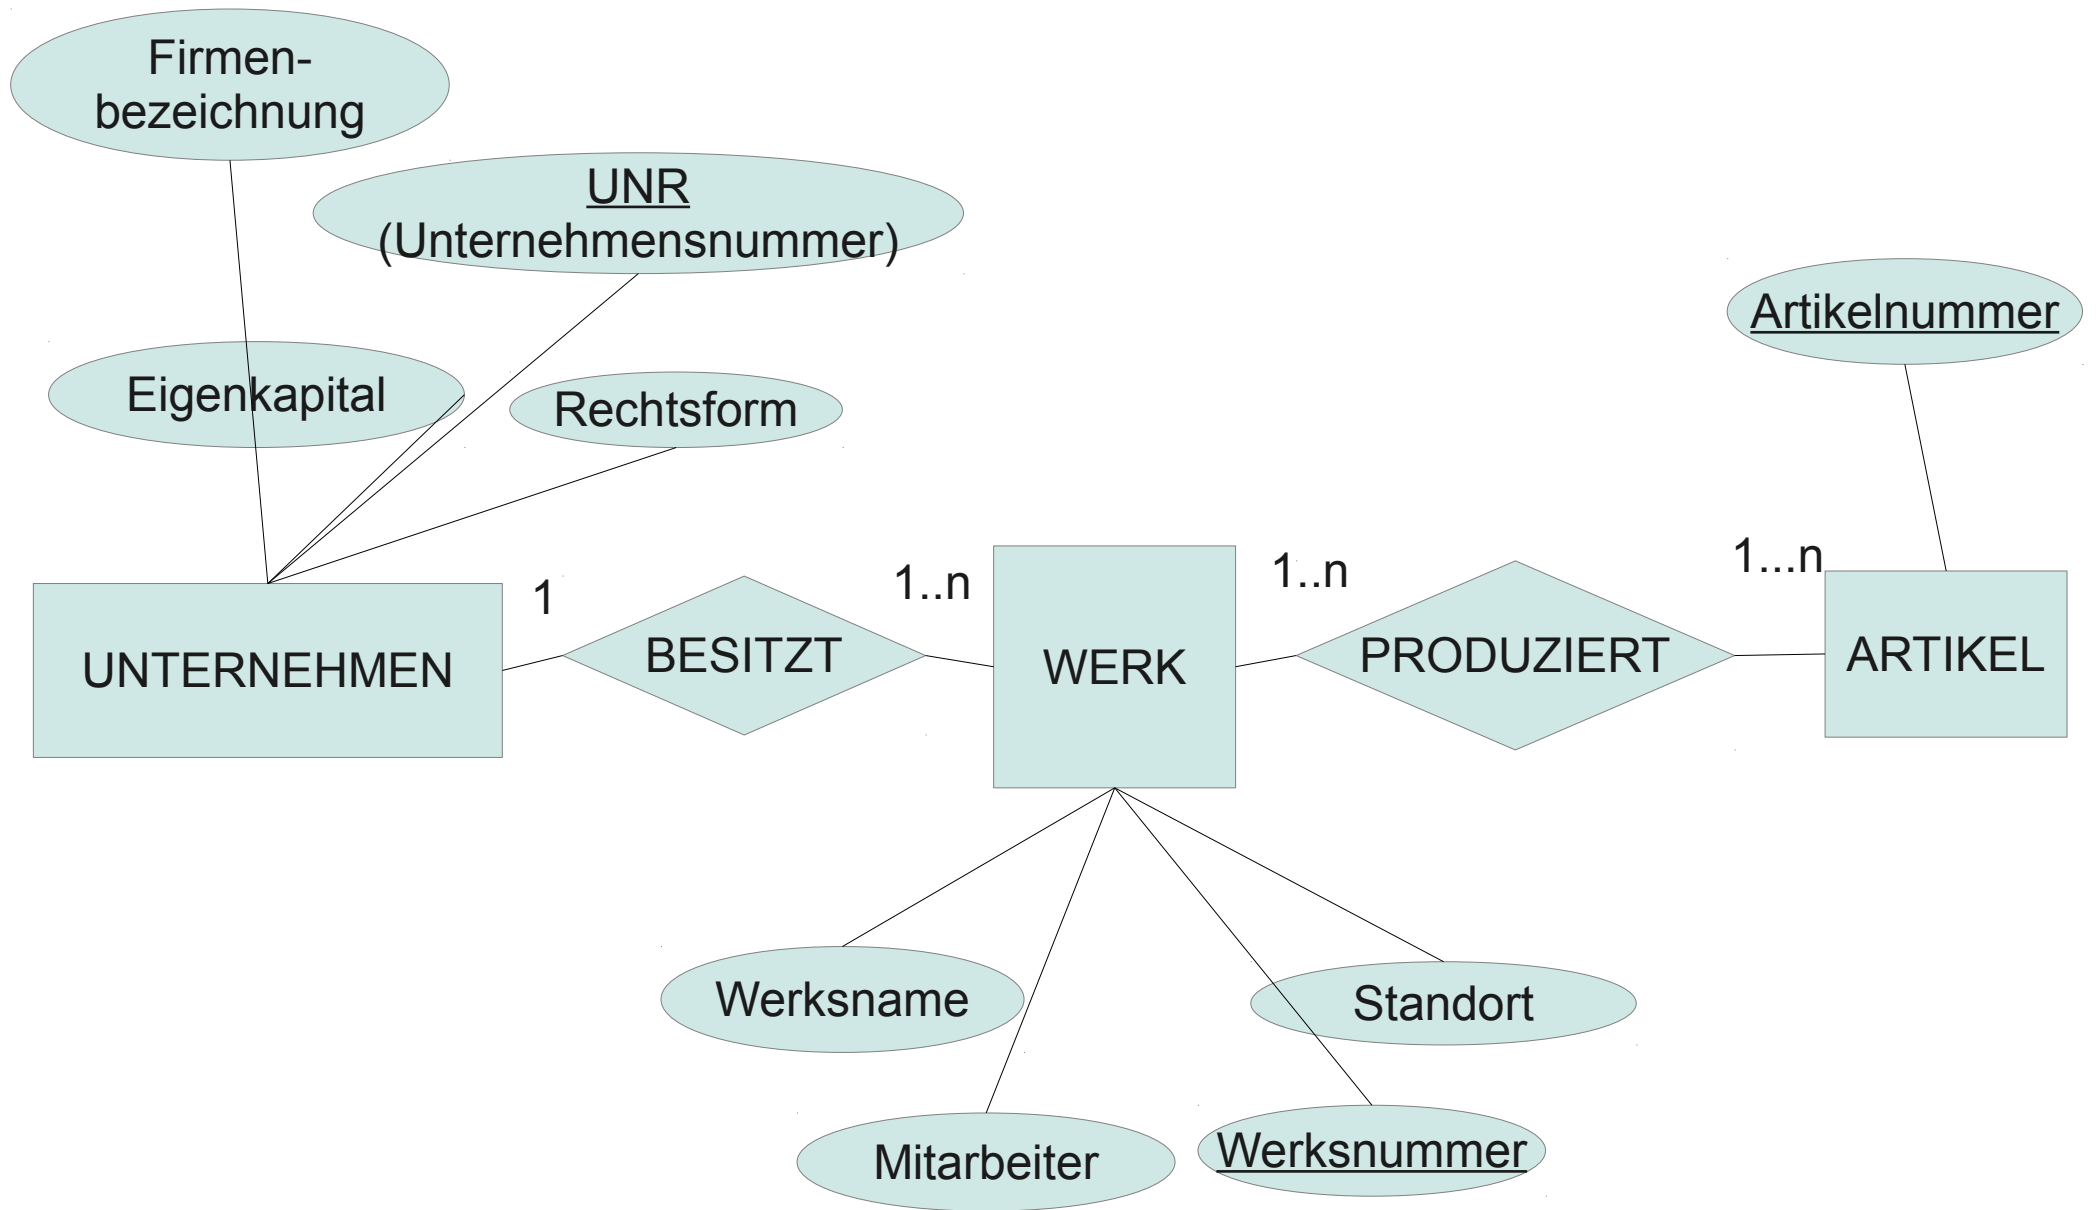 Firmen-
bezeichnung
UNR
(Unternehmensnummer)
Artikelnummer
Eigenkapital
Rechtsform
1
1..n
1..n
1...n
UNTERNEHMEN
BESITZT
WERK
PRODUZIERT
ARTIKEL
Werksname
Standort
Mitarbeiter
Werksnummer